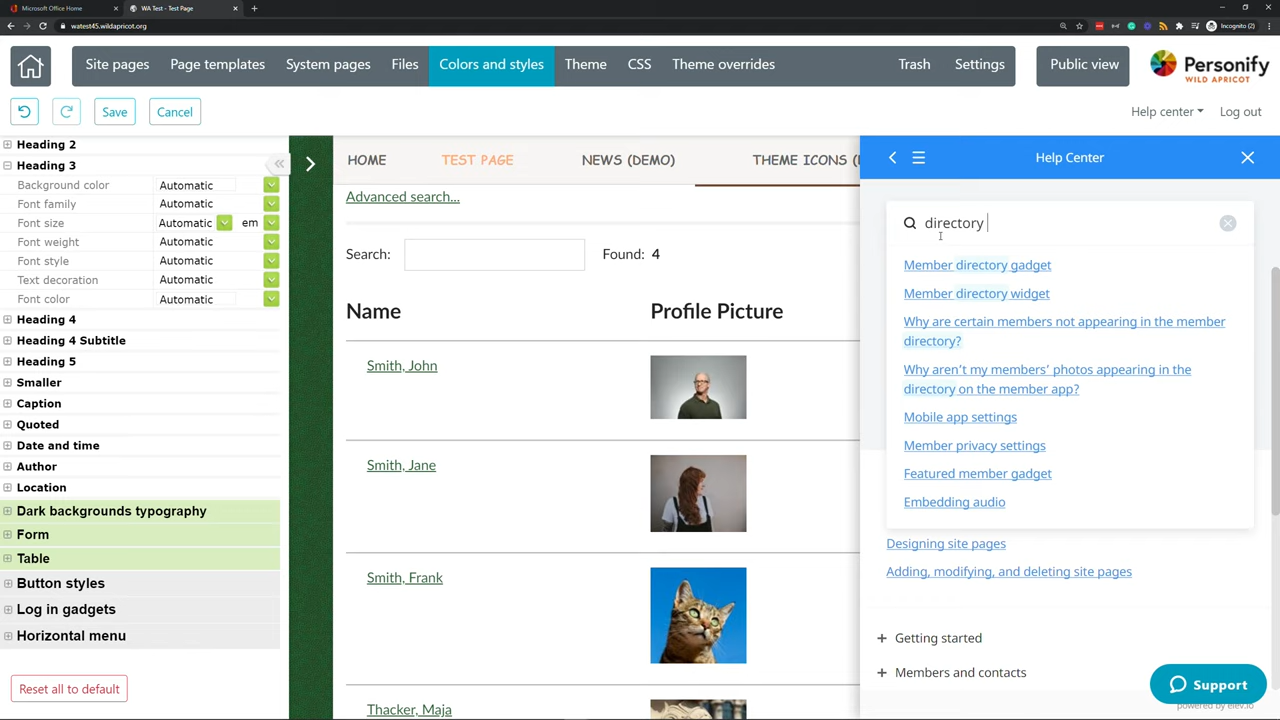 Microsoft Office Home
WA Test - Test Page
watest45.wildapricot.org
Incognito (2)
Site pages
Page templates
System pages
Files
Colors and styles
Theme
CSS
Theme overrides
Trash
Settings
Public view
Personify
WILD APRICOT
Save
Cancel
Help center
Log out
Heading 2
Heading 3
Background color Automatic
Font family Automatic
Font size Automatic em
Font weight Automatic
Font style Automatic
Text decoration Automatic
Font color Automatic
Heading 4
Heading 4 Subtitle
Heading 5
Smaller
Caption
Quoted
Date and time
Author
Location
Dark backgrounds typography
Form
Table
Button styles
Log in gadgets
Horizontal menu
Reset all to default
HOME
TEST PAGE
NEWS (DEMO)
THEME ICONS (
Advanced search...
Search:
Found: 4
Name
Profile Picture
Smith, John
Smith, Jane
Smith, Frank
Thacker, Maja
Help Center
directory
Member directory gadget
Member directory widget
Why are certain members not appearing in the member
directory?
Why aren't my members' photos appearing in the
directory on the member app?
Mobile app settings
Member privacy settings
Featured member gadget
Embedding audio
Designing site pages
Adding, modifying, and deleting site pages
Getting started
Members and contacts
Support
powered by elev.io